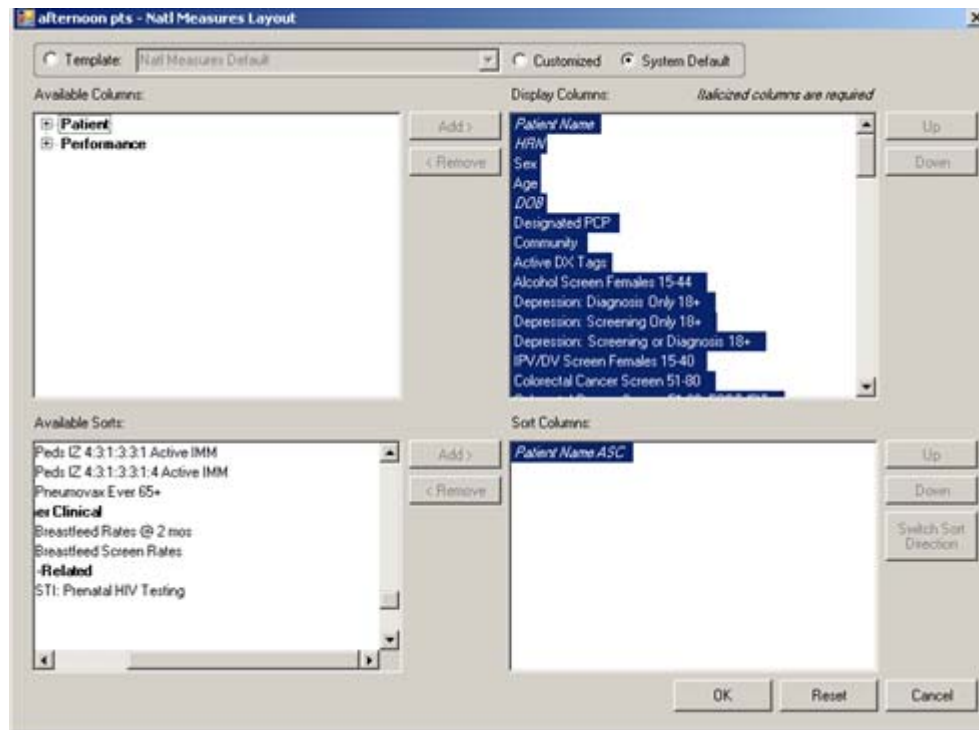 afternoon pts - Natl Measures Layout
Template: Natl Measures Default Customized System Default
Available Columns:
Patient
Performance
Add >
< Remove
Display Columns: Italicized columns are required
Patient Name
HRN
Sex
Age
DOB
Designated PCP
Community
Active DX Tags
Alcohol Screen Females 15-44
Depression: Diagnosis Only 18+
Depression: Screening Only 18+
Depression: Screening or Diagnosis 18+
IPV/DV Screen Females 15-40
Colorectal Cancer Screen 51-80
Up
Down
Available Sorts:
Peds IZ 4:3:1:3:3:1 Active IMM
Peds IZ 4:3:1:3:3:1:4 Active IMM
Pneumovax Ever 65+
er Clinical
Breastfeed Rates @ 2 mos
Breastfeed Screen Rates
-Related
STI: Prenatal HIV Testing
Add >
< Remove
Sort Columns:
Patient Name ASC
Up
Down
Switch Sort
Direction
OK Reset Cancel